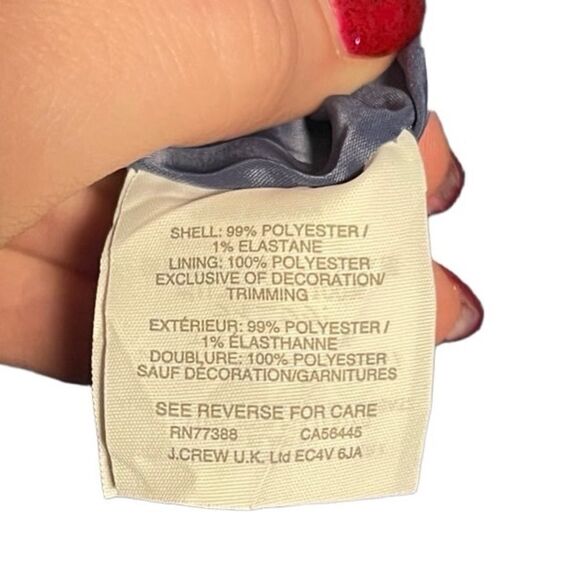 SHELL: 99% POLYESTER /
1% ELASTANE
LINING: 100% POLYESTER
EXCLUSIVE OF DECORATION/
TRIMMING
EXTÉRIEUR: 99% POLYESTER /
1% ÉLASTHANNE
DOUBLURE: 100% POLYESTER
SAUF DÉCORATION/GARNITURES
SEE REVERSE FOR CARE
RN77388 CA56445
J.CREW U.K. Ltd EC4V 6JA